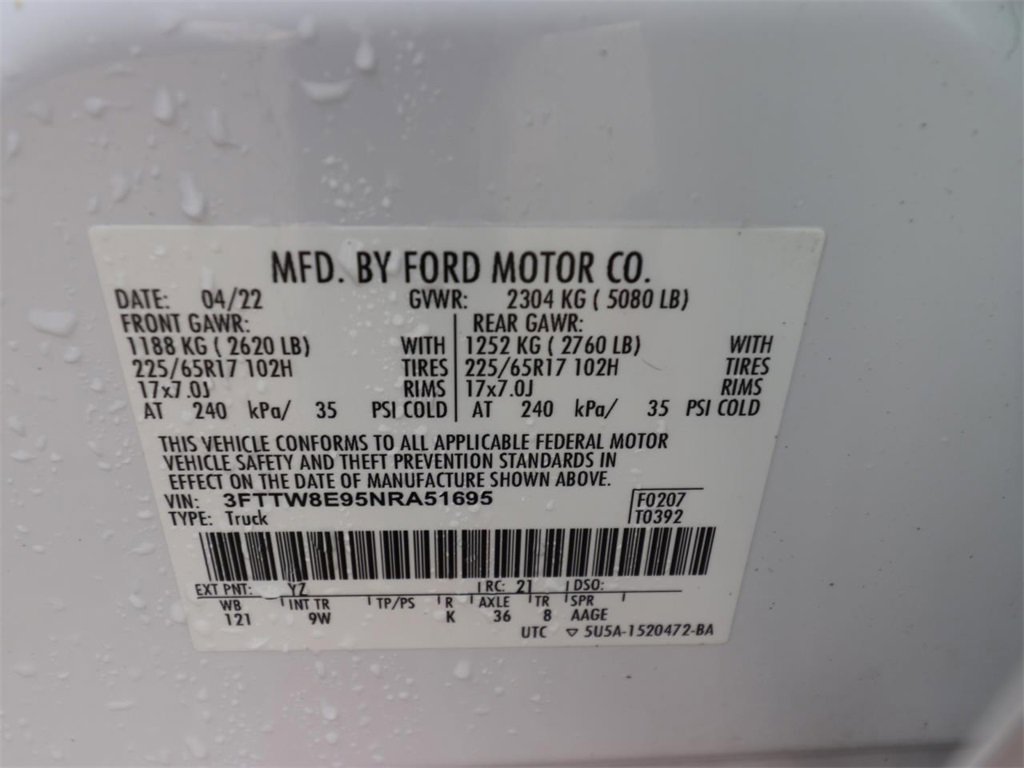 MFD. BY FORD MOTOR CO.
DATE: 04/22 GVWR: 2304 KG ( 5080 LB)
FRONT GAWR: REAR GAWR:
1188 KG ( 2620 LB) WITH 1252 KG ( 2760 LB) WITH
225/65R17 102H TIRES 225/65R17 102H TIRES
17x7.0J RIMS 17x7.0J RIMS
AT 240 kPa/ 35 PSI COLD AT 240 kPa/ 35 PSI COLD
THIS VEHICLE CONFORMS TO ALL APPLICABLE FEDERAL MOTOR
VEHICLE SAFETY AND THEFT PREVENTION STANDARDS IN
EFFECT ON THE DATE OF MANUFACTURE SHOWN ABOVE.
VIN: 3FTTW8E95NRA51695 F0207
TYPE: Truck T0392
EXT PNT: YZ RC: 21 DSO:
WB INT TR TP/PS R AXLE TR SPR
121 9W K 36 8 AAGE
UTC ▽ 5U5A-1520472-BA